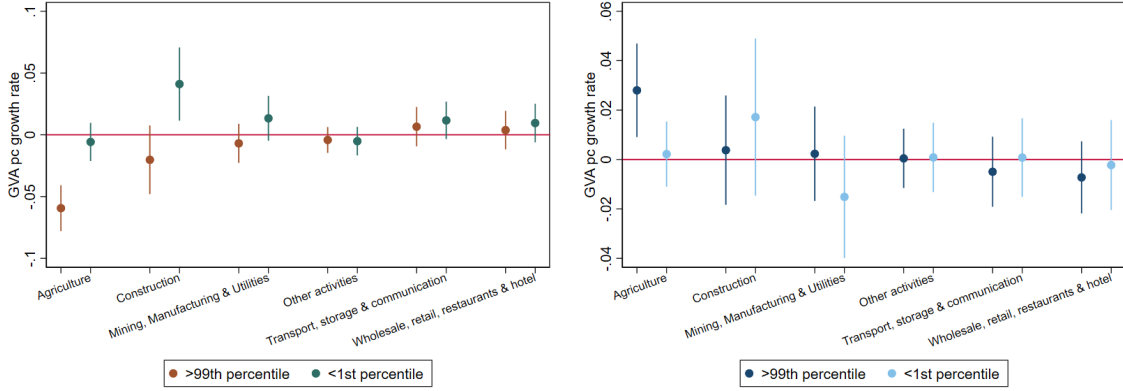 GVA pc growth rate
.1
.05
0
-.05
-.1
Agriculture
Construction
Mining, Manufacturing & Utilities
Other activities
Transport, storage & communication
Wholesale, retail, restaurants & hotel
>99th percentile
<1st percentile
GVA pc growth rate
.06
.04
.02
0
-.02
-.04
Agriculture
Construction
Mining, Manufacturing & Utilities
Other activities
Transport, storage & communication
Wholesale, retail, restaurants & hotel
>99th percentile
<1st percentile